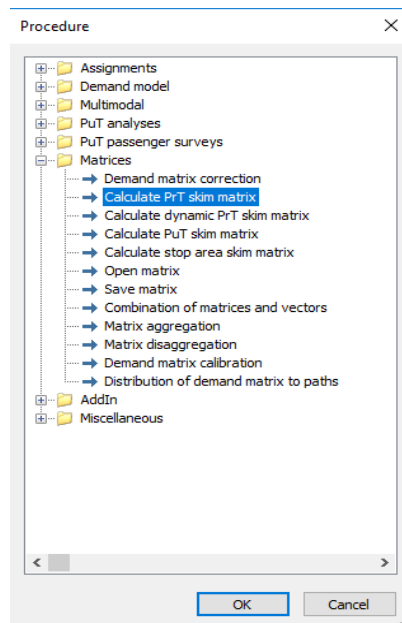 Procedure
Assignments
Demand model
Multimodal
PuT analyses
PuT passenger surveys
Matrices
Demand matrix correction
Calculate PrT skim matrix
Calculate dynamic PrT skim matrix
Calculate PuT skim matrix
Calculate stop area skim matrix
Open matrix
Save matrix
Combination of matrices and vectors
Matrix aggregation
Matrix disaggregation
Demand matrix calibration
Distribution of demand matrix to paths
AddIn
Miscellaneous
OK Cancel